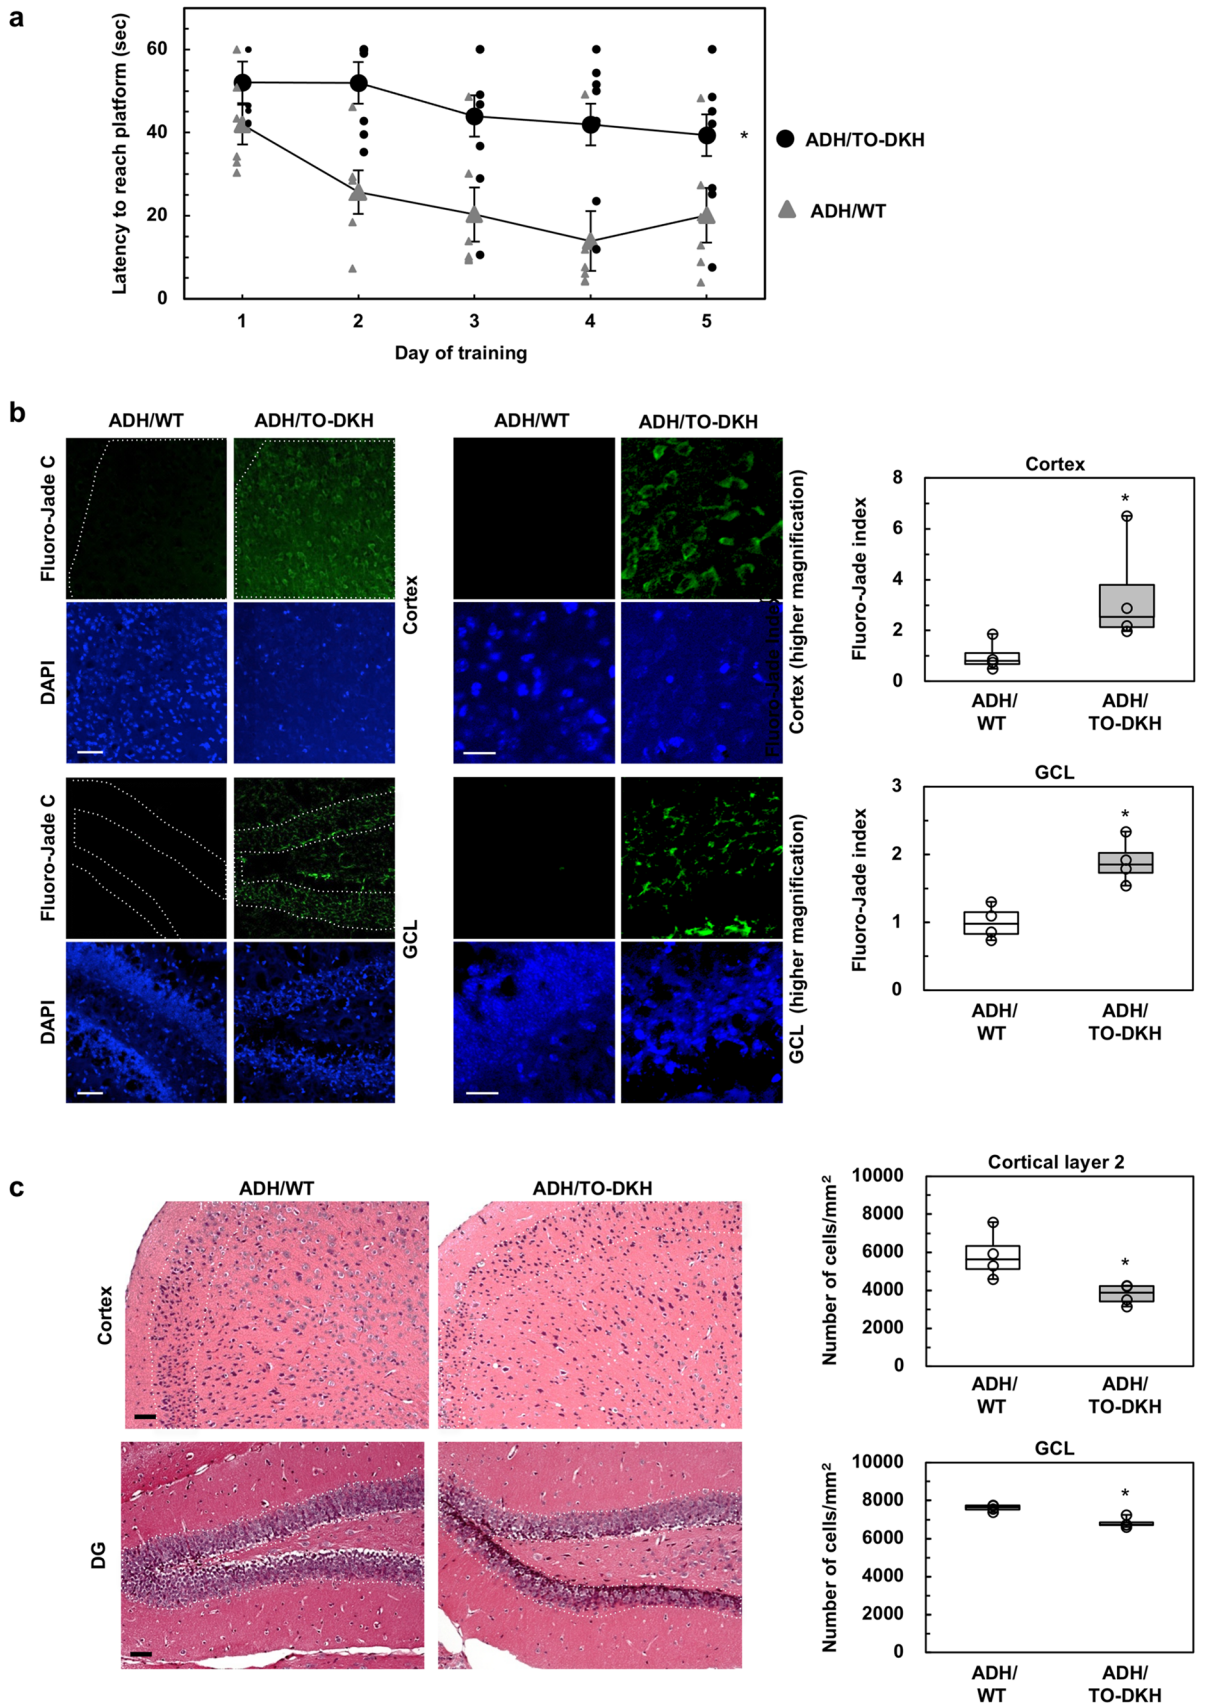 a
Latency to reach platform (sec)
60
40
20
0
1 2 3 4 5
Day of training
*
ADH/TO-DKH
ADH/WT
b
ADH/WT ADH/TO-DKH ADH/WT ADH/TO-DKH
Fluoro-Jade C
DAPI
Cortex
Cortex (higher magnification)
Fluoro-Jade index
Fluoro-Jade C
DAPI
GCL
GCL (higher magnification)
Cortex
Fluoro-Jade index
8
6
4
2
0
*
ADH/ ADH/
WT TO-DKH
GCL
Fluoro-Jade index
3
2
1
0
*
ADH/ ADH/
WT TO-DKH
c
ADH/WT ADH/TO-DKH
Cortex
DG
Cortical layer 2
Number of cells/mm²
10000
8000
6000
4000
2000
0
*
ADH/ ADH/
WT TO-DKH
GCL
Number of cells/mm²
10000
8000
6000
4000
2000
0
*
ADH/ ADH/
WT TO-DKH